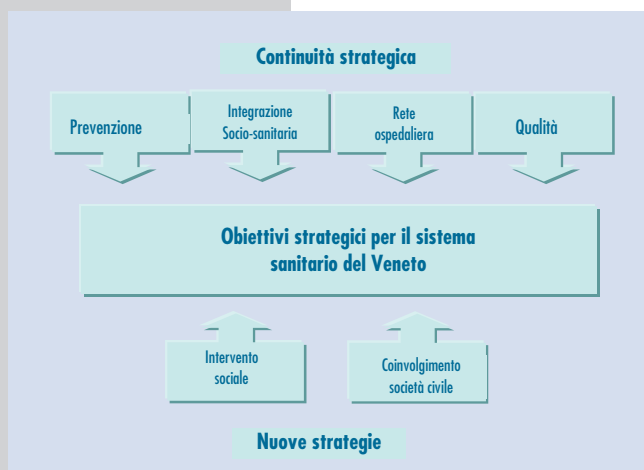 Continuità strategica
Prevenzione
Integrazione
Socio-sanitaria
Rete
ospedaliera
Qualità
Obiettivi strategici per il sistema
sanitario del Veneto
Intervento
sociale
Coinvolgimento
società civile
Nuove strategie